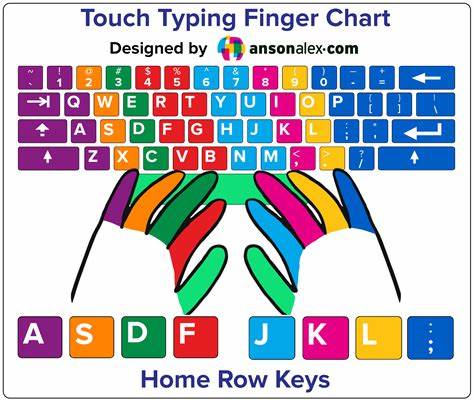 Touch Typing Finger Chart
Designed by ansonalex.com
~ ` ! 1 @ 2 # 3 $ 4 % 5 ^ 6 & 7 * 8 ( 9 ) 0 _ - + =
Q W E R T Y U I O P { [ } ] | \
A S D F G H J K L : ; " '
Z X C V B N M < , > . ? /
A S D F J K L : ;
Home Row Keys